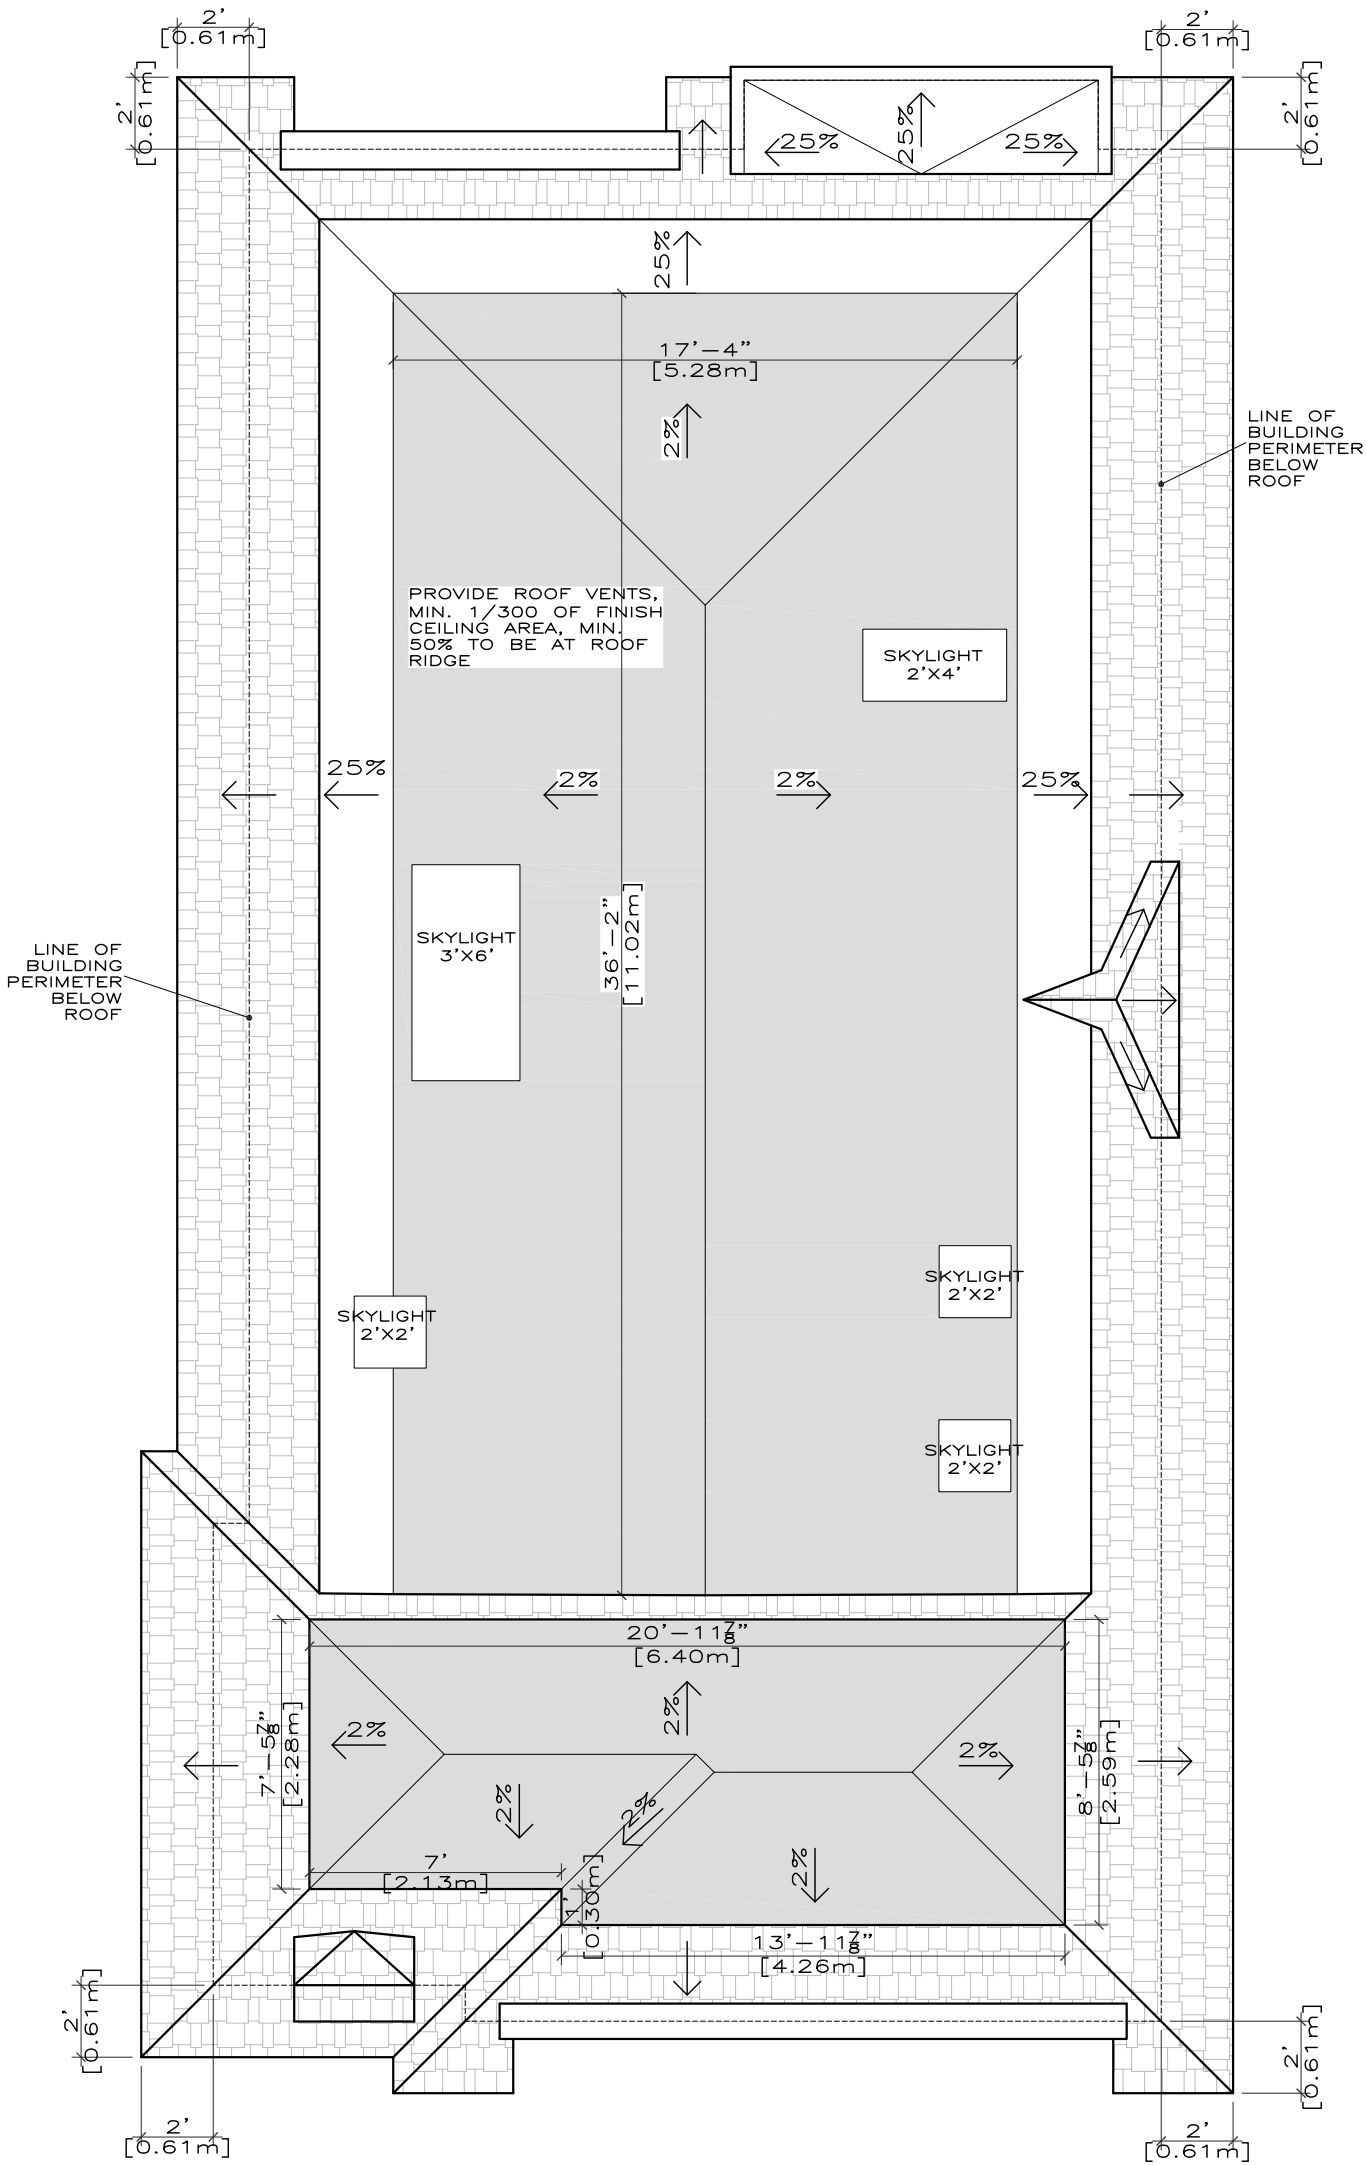 2'
[0.61m]
2'
[0.61m]
2'
[0.61m]
2'
[0.61m]
25%
25%
25%
25%
17'-4"
[5.28m]
2%
LINE OF
BUILDING
PERIMETER
BELOW
ROOF
PROVIDE ROOF VENTS,
MIN. 1/300 OF FINISH
CEILING AREA, MIN.
50% TO BE AT ROOF
RIDGE
SKYLIGHT
2'X4'
25%
2%
2%
25%
36'-2"
[11.02m]
SKYLIGHT
3'X6'
LINE OF
BUILDING
PERIMETER
BELOW
ROOF
SKYLIGHT
2'X2'
SKYLIGHT
2'X2'
SKYLIGHT
2'X2'
20'-11⅞"
[6.40m]
7'-5⅞"
[2.28m]
2%
2%
2%
8'-5⅞"
[2.59m]
2%
2%
2%
7'
[2.13m]
1'
[0.30m]
13'-11⅞"
[4.26m]
2'
[0.61m]
2'
[0.61m]
2'
[0.61m]
2'
[0.61m]